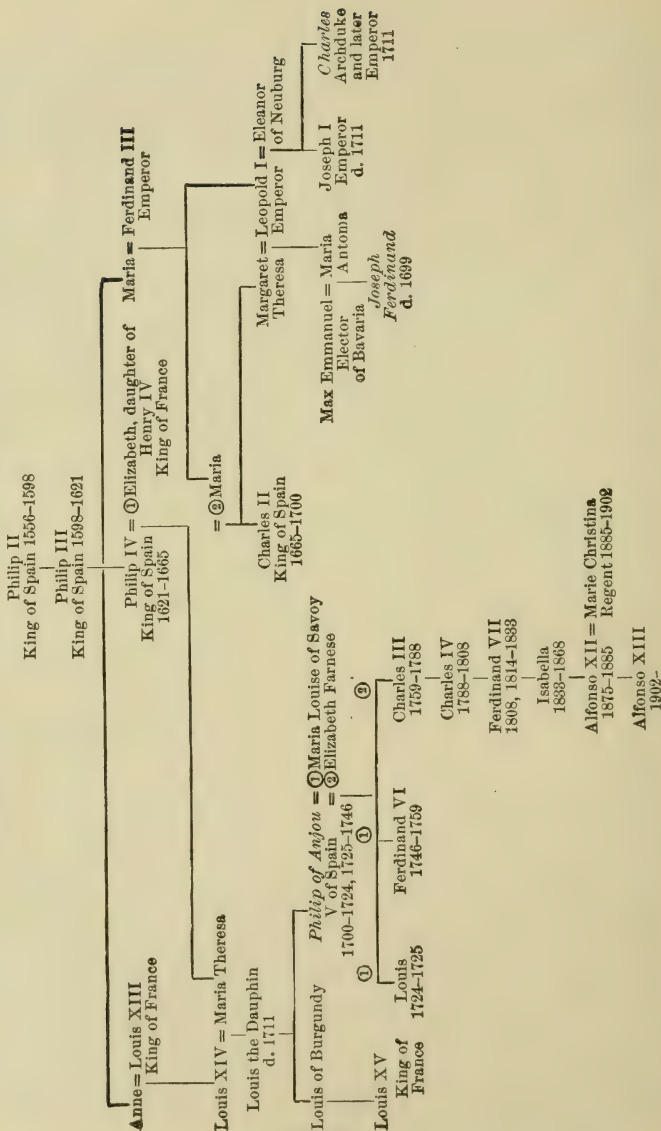 Philip II
King of Spain 1556–1598
Philip III
King of Spain 1598–1621
Anne = Louis XIII
King of France
Philip IV = ①Elizabeth, daughter of
King of Spain
1621–1665
Henry IV
King of France
Maria = Ferdinand III
Emperor
= ②Maria
Louis XIV = Maria Theresa
Charles II
King of Spain
1665–1700
Margaret = Leopold I = Eleanor
Theresa
Emperor
of Neuburg
Louis the Dauphin
d. 1711
Max Emmanuel = Maria
Elector
of Bavaria
Antoma
Joseph I
Emperor
d. 1711
Charles
Archduke
and later
Emperor
1711
Joseph
Ferdinand
d. 1699
Louis of Burgundy
Philip of Anjou = ①Maria Louise of Savoy
V of Spain = ②Elizabeth Farnese
1700–1724, 1725–1746
① ① ②
Louis XV
King of
France
Louis
1724–1725
Ferdinand VI
1746–1759
Charles III
1759–1788
Charles IV
1788–1808
Ferdinand VII
1808, 1814–1833
Isabella
1833–1868
Alfonso XII = Marie Christina
1875–1885 Regent 1885–1902
Alfonso XIII
1902–